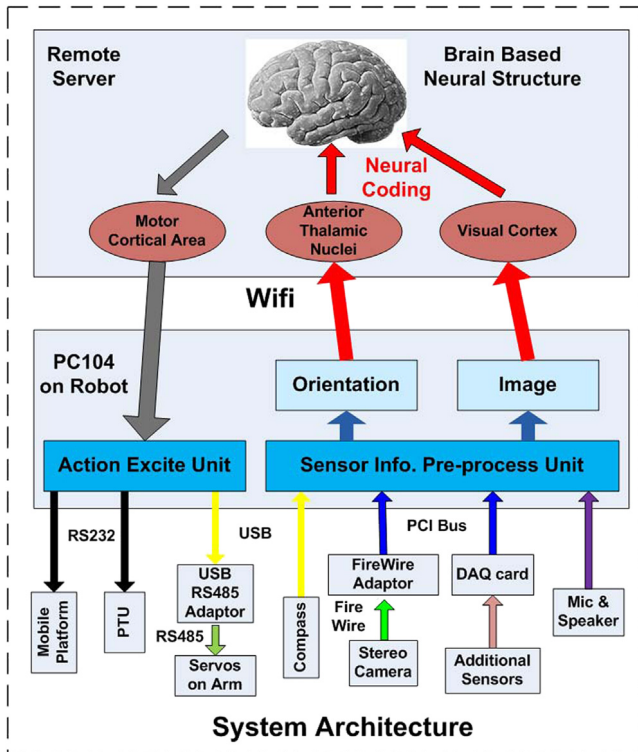 Remote
Server
Brain Based
Neural Structure
Neural
Coding
Motor
Cortical Area
Anterior
Thalamic
Nuclei
Visual Cortex
Wifi
PC104
on Robot
Orientation
Image
Action Excite Unit
Sensor Info. Pre-process Unit
RS232
USB
PCI Bus
Mobile
Platform
PTU
USB
RS485
Adaptor
RS485
Servos
on Arm
Compass
FireWire
Adaptor
Fire
Wire
Stereo
Camera
DAQ card
Additional
Sensors
Mic &
Speaker
System Architecture